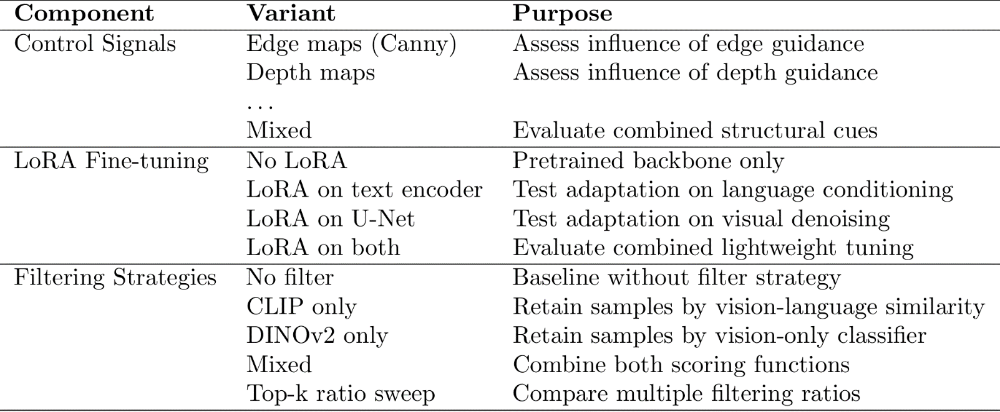 Component Variant Purpose
Control Signals Edge maps (Canny) Assess influence of edge guidance
Depth maps Assess influence of depth guidance
...
Mixed Evaluate combined structural cues
LoRA Fine-tuning No LoRA Pretrained backbone only
LoRA on text encoder Test adaptation on language conditioning
LoRA on U-Net Test adaptation on visual denoising
LoRA on both Evaluate combined lightweight tuning
Filtering Strategies No filter Baseline without filter strategy
CLIP only Retain samples by vision-language similarity
DINOv2 only Retain samples by vision-only classifier
Mixed Combine both scoring functions
Top-k ratio sweep Compare multiple filtering ratios